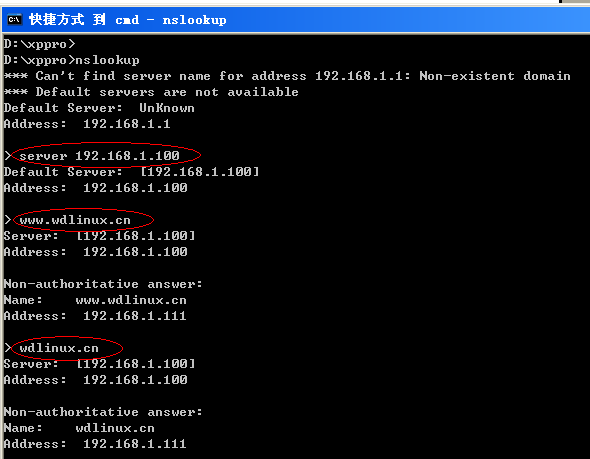 快捷方式 到 cmd - nslookup
D:\xppro>
D:\xppro>nslookup
*** Can't find server name for address 192.168.1.1: Non-existent domain
*** Default servers are not available
Default Server:  UnKnown
Address:  192.168.1.1
> server 192.168.1.100
Default Server:  [192.168.1.100]
Address:  192.168.1.100
> www.wdlinux.cn
Server:  [192.168.1.100]
Address:  192.168.1.100
Non-authoritative answer:
Name:    www.wdlinux.cn
Address:  192.168.1.111
> wdlinux.cn
Server:  [192.168.1.100]
Address:  192.168.1.100
Non-authoritative answer:
Name:    wdlinux.cn
Address:  192.168.1.111